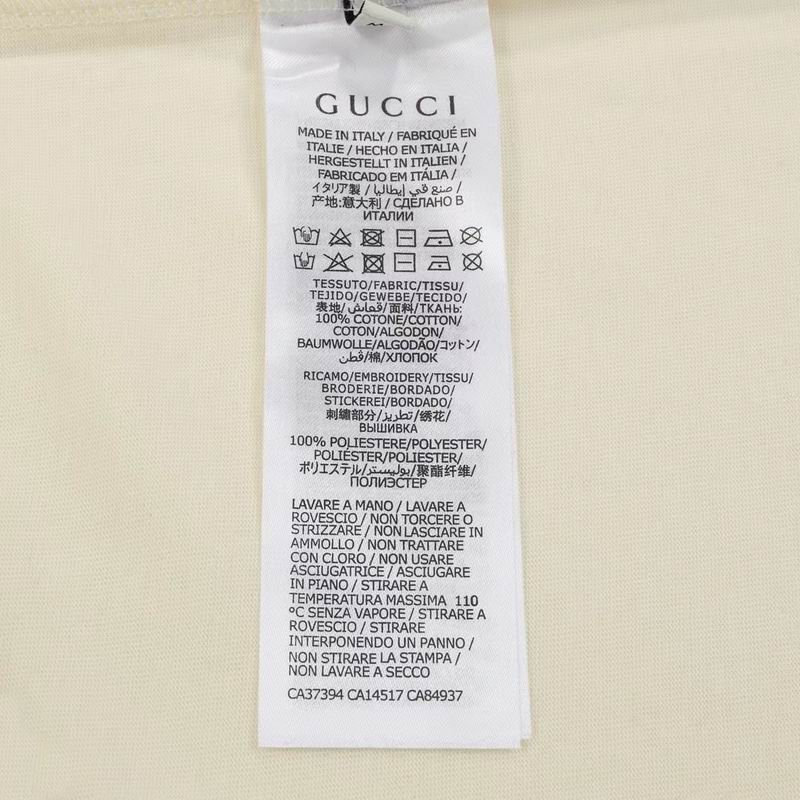 GUCCI
MADE IN ITALY / FABRIQUÉ EN
ITALIE / HECHO EN ITALIA /
HERGESTELLT IN ITALIEN /
FABRICADO EM ITÁLIA /
イタリア製 / صنع في إيطاليا /
产地:意大利 / СДЕЛАНО В
ИТАЛИИ
TESSUTO/FABRIC/TISSU/
TEJIDO/GEWEBE/TECIDO/
表地/قماش/面料/ТКАНЬ:
100% COTONE/COTTON/
COTON/ALGODON/
BAUMWOLLE/ALGODÃO/コットン/
قطن/棉/ХЛОПОК
RICAMO/EMBROIDERY/TISSU/
BRODERIE/BORDADO/
STICKEREI/BORDADO/
刺繍部分/تطريز/绣花/
ВЫШИВКА
100% POLIESTERE/POLYESTER/
POLIÉSTER/POLIESTER/
ポリエステル/بوليستر/聚酯纤维/
ПОЛИЭСТЕР
LAVARE A MANO / LAVARE A
ROVESCIO / NON TORCERE O
STRIZZARE / NON LASCIARE IN
AMMOLLO / NON TRATTARE
CON CLORO / NON USARE
ASCIUGATRICE / ASCIUGARE
IN PIANO / STIRARE A
TEMPERATURA MASSIMA 110
°C SENZA VAPORE / STIRARE A
ROVESCIO / STIRARE
INTERPONENDO UN PANNO /
NON STIRARE LA STAMPA /
NON LAVARE A SECCO
CA37394 CA14517 CA84937